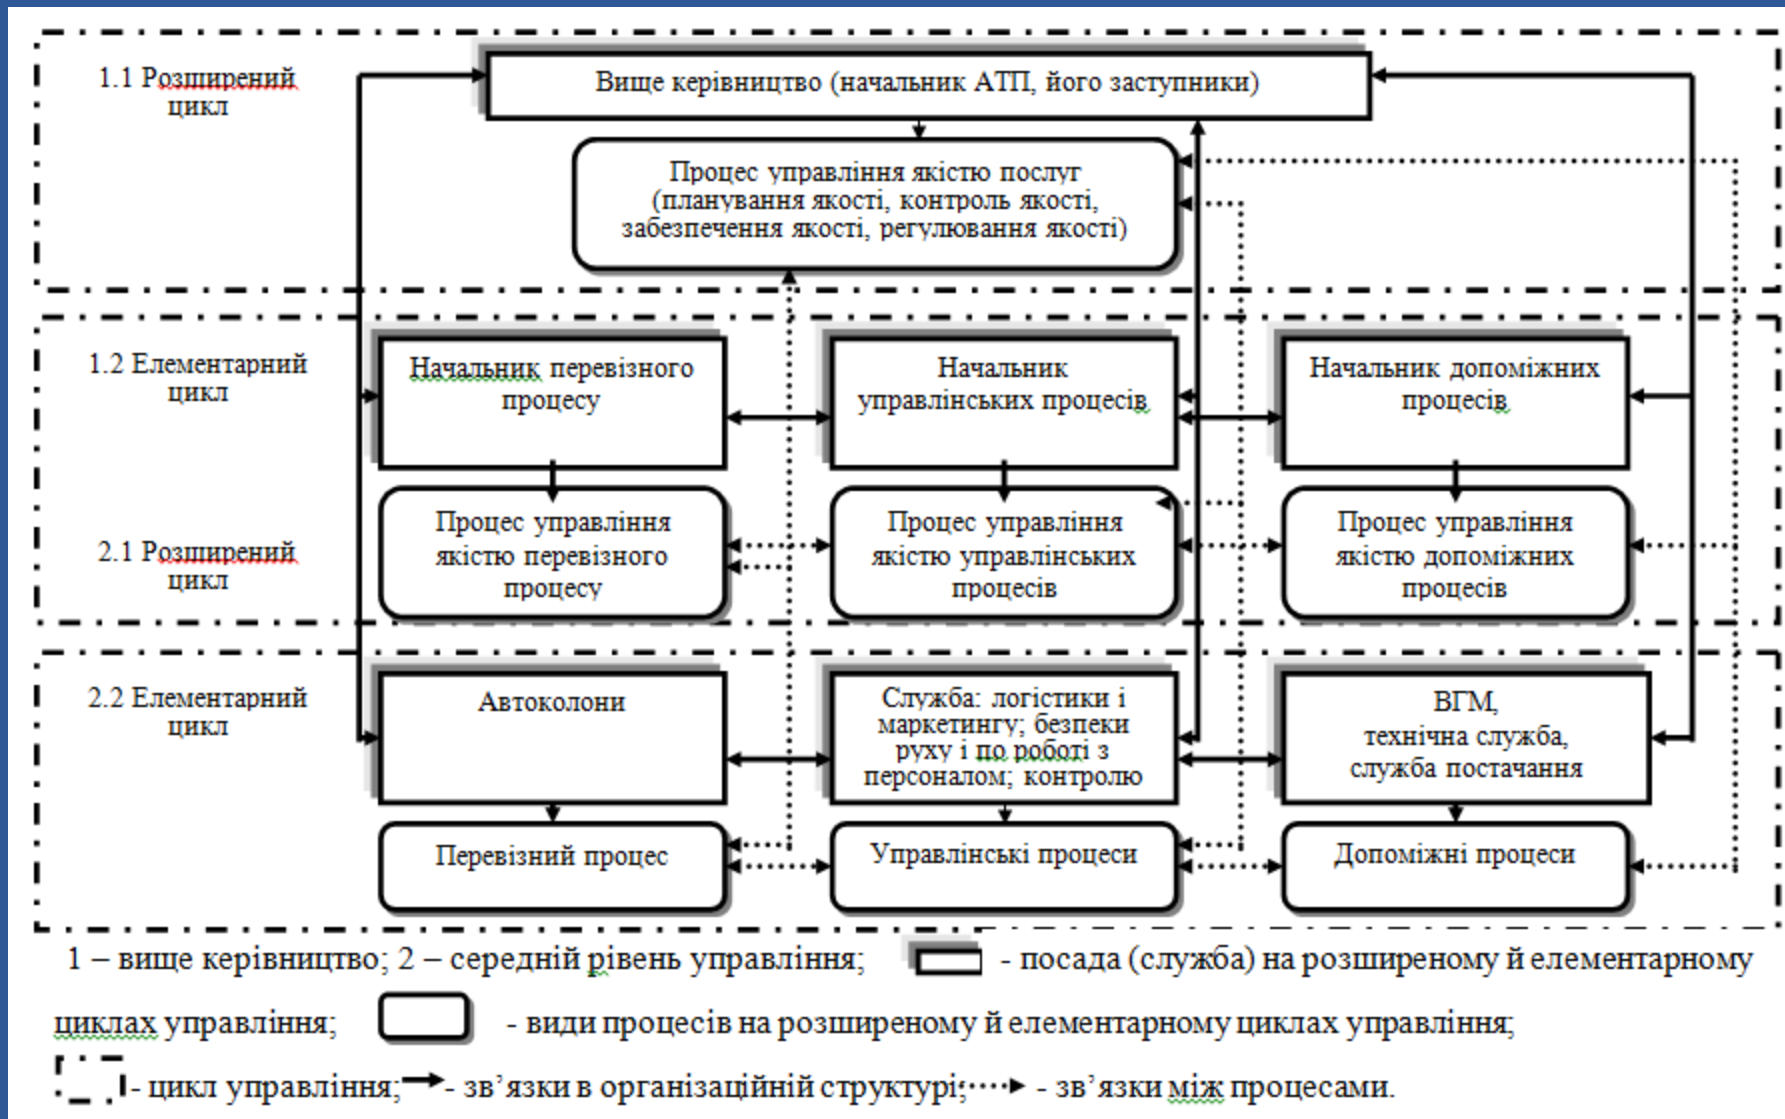 1.1 Розширений
цикл
Вище керівництво (начальник АТП, його заступники)
Процес управління якістю послуг
(планування якості, контроль якості,
забезпечення якості, регулювання якості)
1.2 Елементарний
цикл
Начальник перевізного
процесу
Начальник
управлінських процесів
Начальник допоміжних
процесів
2.1 Розширений
цикл
Процес управління
якістю перевізного
процесу
Процес управління
якістю управлінських
процесів
Процес управління
якістю допоміжних
процесів
2.2 Елементарний
цикл
Автоколони
Служба: логістики і
маркетингу; безпеки
руху і по роботі з
персоналом; контролю
ВГМ,
технічна служба,
служба постачання
Перевізний процес
Управлінські процеси
Допоміжні процеси
1 – вище керівництво; 2 – середній рівень управління; - посада (служба) на розширеному й елементарному
циклах управління; - види процесів на розширеному й елементарному циклах управління;
- цикл управління; - зв’язки в організаційній структурі; - зв’язки між процесами.